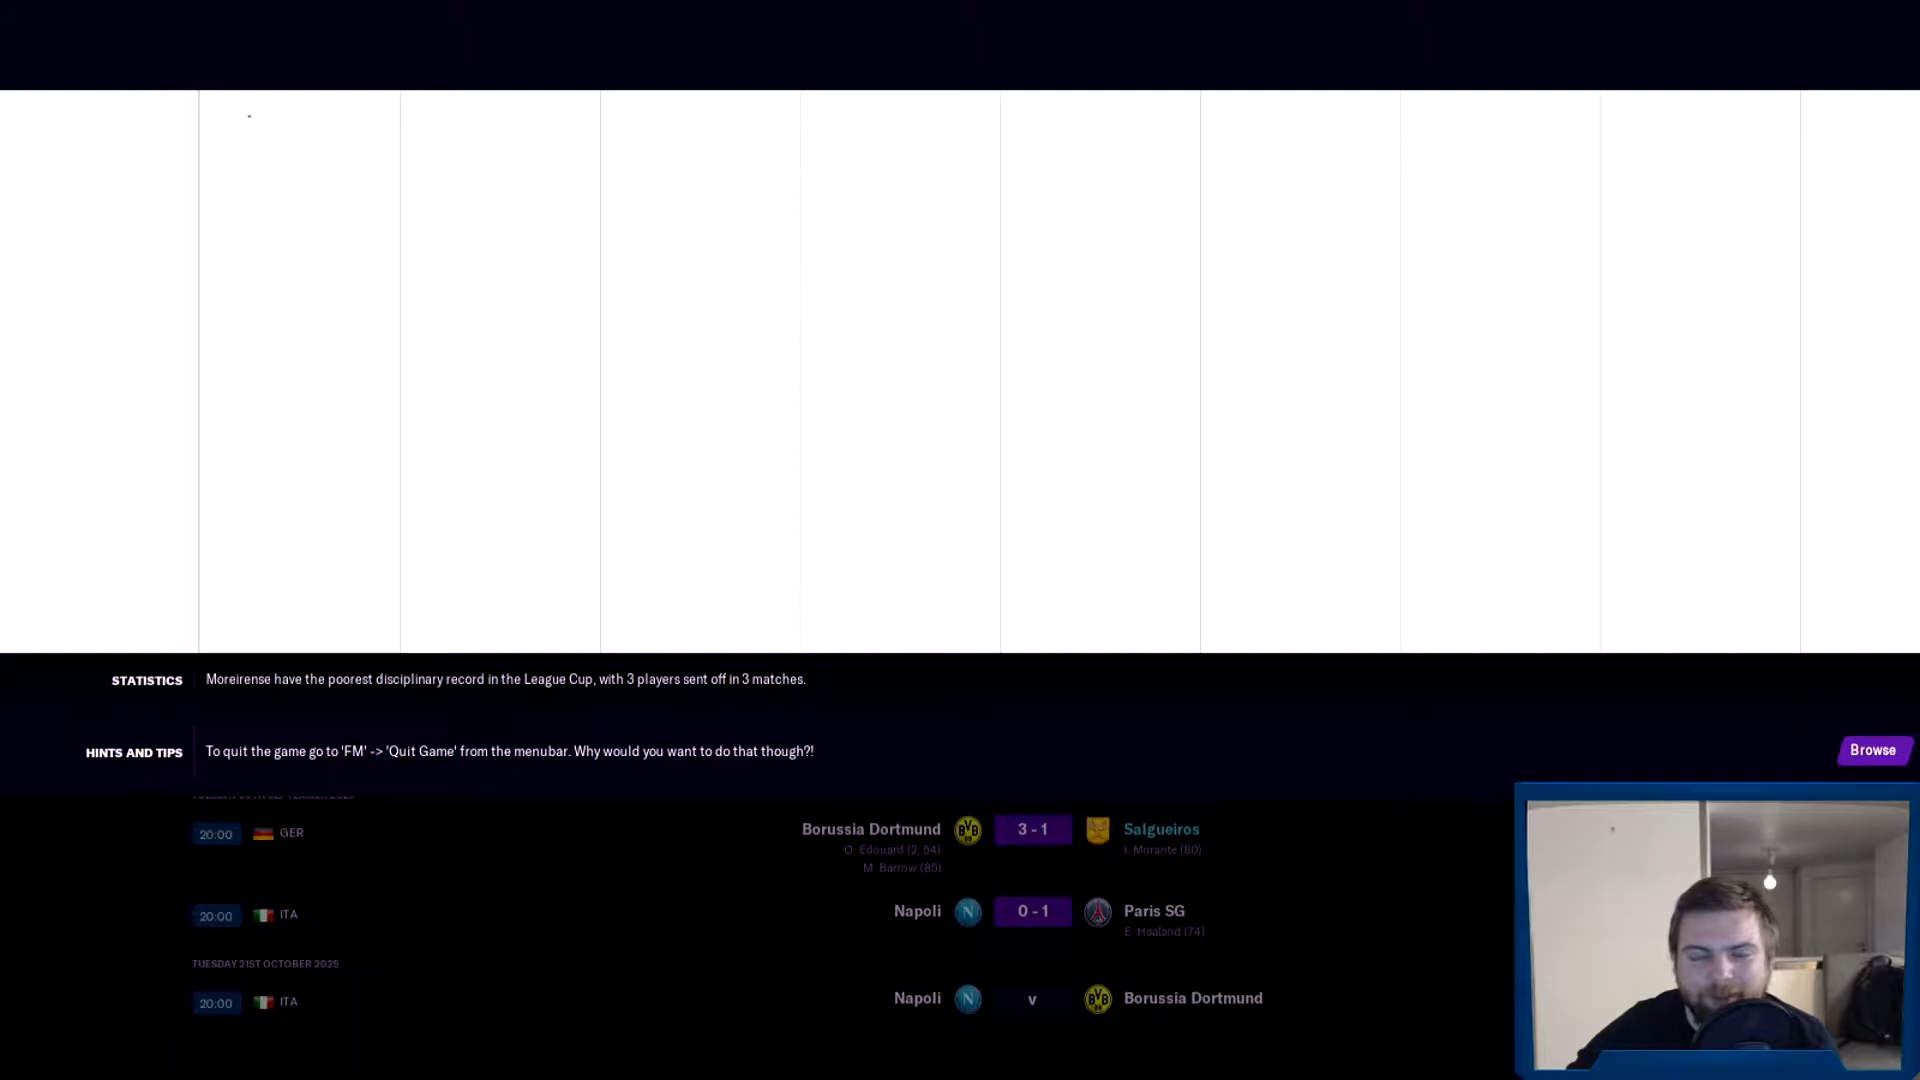 STATISTICS Moreirense have the poorest disciplinary record in the League Cup, with 3 players sent off in 3 matches.
HINTS AND TIPS To quit the game go to 'FM' -> 'Quit Game' from the menubar. Why would you want to do that though?! Browse
20:00 GER Borussia Dortmund 3 - 1 Salgueiros
O. Edouard (2, 54) I. Morante (80)
M. Barrow (85)
20:00 ITA Napoli 0 - 1 Paris SG
E. Haaland (74)
TUESDAY 21ST OCTOBER 2025
20:00 ITA Napoli v Borussia Dortmund